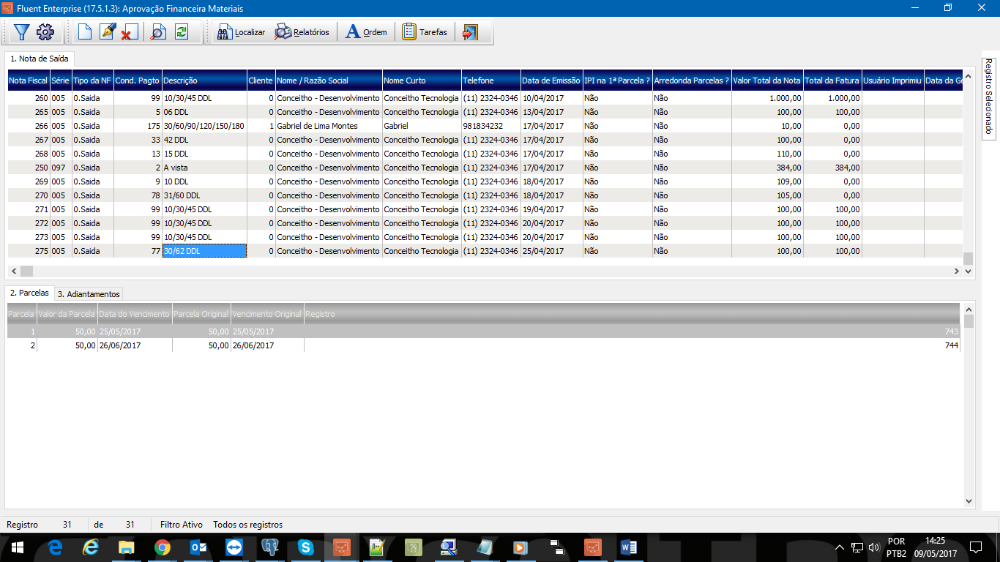 Fluent Enterprise (17.5.1.3): Aprovação Financeira Materiais
Localizar Relatórios Ordem Tarefas
1. Nota de Saída
Nota Fiscal Série Tipo da NF Cond. Pagto Descrição Cliente Nome / Razão Social Nome Curto Telefone Data de Emissão IPI na 1ª Parcela ? Arredonda Parcelas ? Valor Total da Nota Total da Fatura Usuário Imprimiu Data da Ge
260 005 0.Saida 99 10/30/45 DDL 0 Conceitho - Desenvolvimento Conceitho Tecnologia (11) 2324-0346 10/04/2017 Não Não 1.000,00 1.000,00
265 005 0.Saida 5 06 DDL 0 Conceitho - Desenvolvimento Conceitho Tecnologia (11) 2324-0346 13/04/2017 Não Não 100,00 100,00
266 005 0.Saida 175 30/60/90/120/150/180 1 Gabriel de Lima Montes Gabriel 981834232 17/04/2017 Não Não 10,00 0,00
267 005 0.Saida 33 42 DDL 0 Conceitho - Desenvolvimento Conceitho Tecnologia (11) 2324-0346 17/04/2017 Não Não 100,00 0,00
268 005 0.Saida 13 15 DDL 0 Conceitho - Desenvolvimento Conceitho Tecnologia (11) 2324-0346 17/04/2017 Não Não 110,00 0,00
250 097 0.Saida 2 A vista 0 Conceitho - Desenvolvimento Conceitho Tecnologia (11) 2324-0346 17/04/2017 Não Não 384,00 384,00
269 005 0.Saida 9 10 DDL 0 Conceitho - Desenvolvimento Conceitho Tecnologia (11) 2324-0346 18/04/2017 Não Não 109,00 0,00
270 005 0.Saida 78 31/60 DDL 0 Conceitho - Desenvolvimento Conceitho Tecnologia (11) 2324-0346 18/04/2017 Não Não 105,00 0,00
271 005 0.Saida 99 10/30/45 DDL 0 Conceitho - Desenvolvimento Conceitho Tecnologia (11) 2324-0346 19/04/2017 Não Não 100,00 100,00
272 005 0.Saida 99 10/30/45 DDL 0 Conceitho - Desenvolvimento Conceitho Tecnologia (11) 2324-0346 20/04/2017 Não Não 100,00 100,00
273 005 0.Saida 99 10/30/45 DDL 0 Conceitho - Desenvolvimento Conceitho Tecnologia (11) 2324-0346 20/04/2017 Não Não 100,00 100,00
275 005 0.Saida 77 30/62 DDL 0 Conceitho - Desenvolvimento Conceitho Tecnologia (11) 2324-0346 25/04/2017 Não Não 100,00 100,00
Registro Selecionado
2. Parcelas 3. Adiantamentos
Parcela Valor da Parcela Data do Vencimento Parcela Original Vencimento Original Registro
1 50,00 25/05/2017 50,00 25/05/2017 743
2 50,00 26/06/2017 50,00 26/06/2017 744
Registro 31 de 31 Filtro Ativo Todos os registros
POR 14:25
PTB2 09/05/2017